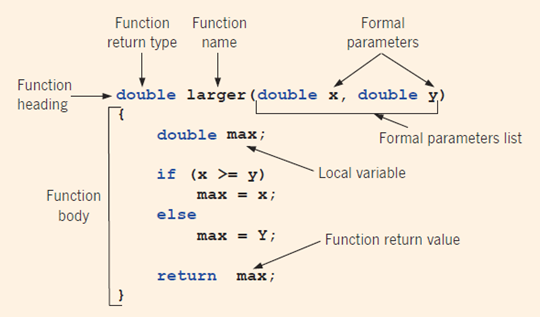 Function return type
Function name
Formal parameters
Function heading
double larger(double x, double y)
{
Formal parameters list
double max;
Local variable
if (x >= y)
max = x;
Function body
else
max = Y;
Function return value
return max;
}